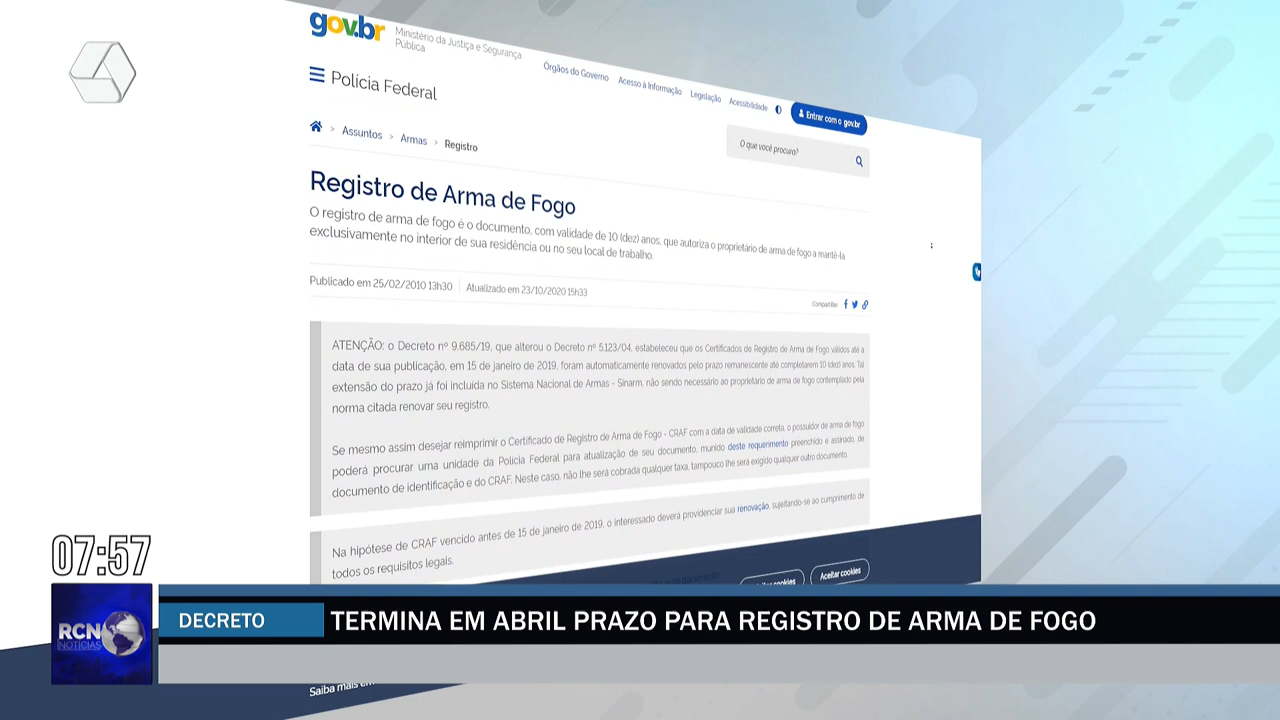 gov.br
Ministério da Justiça e Segurança
Pública
Órgãos do Governo
Acesso à Informação
Legislação
Acessibilidade
Entrar com o gov.br
Polícia Federal
O que você procura?
Assuntos > Armas > Registro
Registro de Arma de Fogo
O registro de arma de fogo é o documento, com validade de 10 (dez) anos, que autoriza o proprietário de arma de fogo a mantê-la
exclusivamente no interior de sua residência ou no seu local de trabalho.
Publicado em 25/02/2010 13h30
Atualizado em 23/10/2020 15h33
Compartilhe
ATENÇÃO: o Decreto nº 9.685/19, que alterou o Decreto nº 5.123/04, estabeleceu que os Certificados de Registro de Arma de Fogo válidos até a
data de sua publicação, em 15 de janeiro de 2019, foram automaticamente renovados pelo prazo remanescente até completarem 10 (dez) anos. Tal
extensão do prazo já foi incluída no Sistema Nacional de Armas - Sinarm, não sendo necessário ao proprietário de arma de fogo contemplado pela
norma citada renovar seu registro.
Se mesmo assim desejar reimprimir o Certificado de Registro de Arma de Fogo - CRAF com a data de validade correta, o possuidor de arma de fogo
poderá procurar uma unidade da Polícia Federal para atualização de seu documento, munido deste requerimento preenchido e assinado, de
documento de identificação e do CRAF. Neste caso, não lhe será cobrada qualquer taxa, tampouco lhe será exigido qualquer outro documento.
Na hipótese de CRAF vencido antes de 15 de janeiro de 2019, o interessado deverá providenciar sua renovação, sujeitando-se ao cumprimento de
todos os requisitos legais.
cookies
Aceitar cookies
07:57
RCN
NOTÍCIAS
DECRETO
TERMINA EM ABRIL PRAZO PARA REGISTRO DE ARMA DE FOGO
Saiba mais